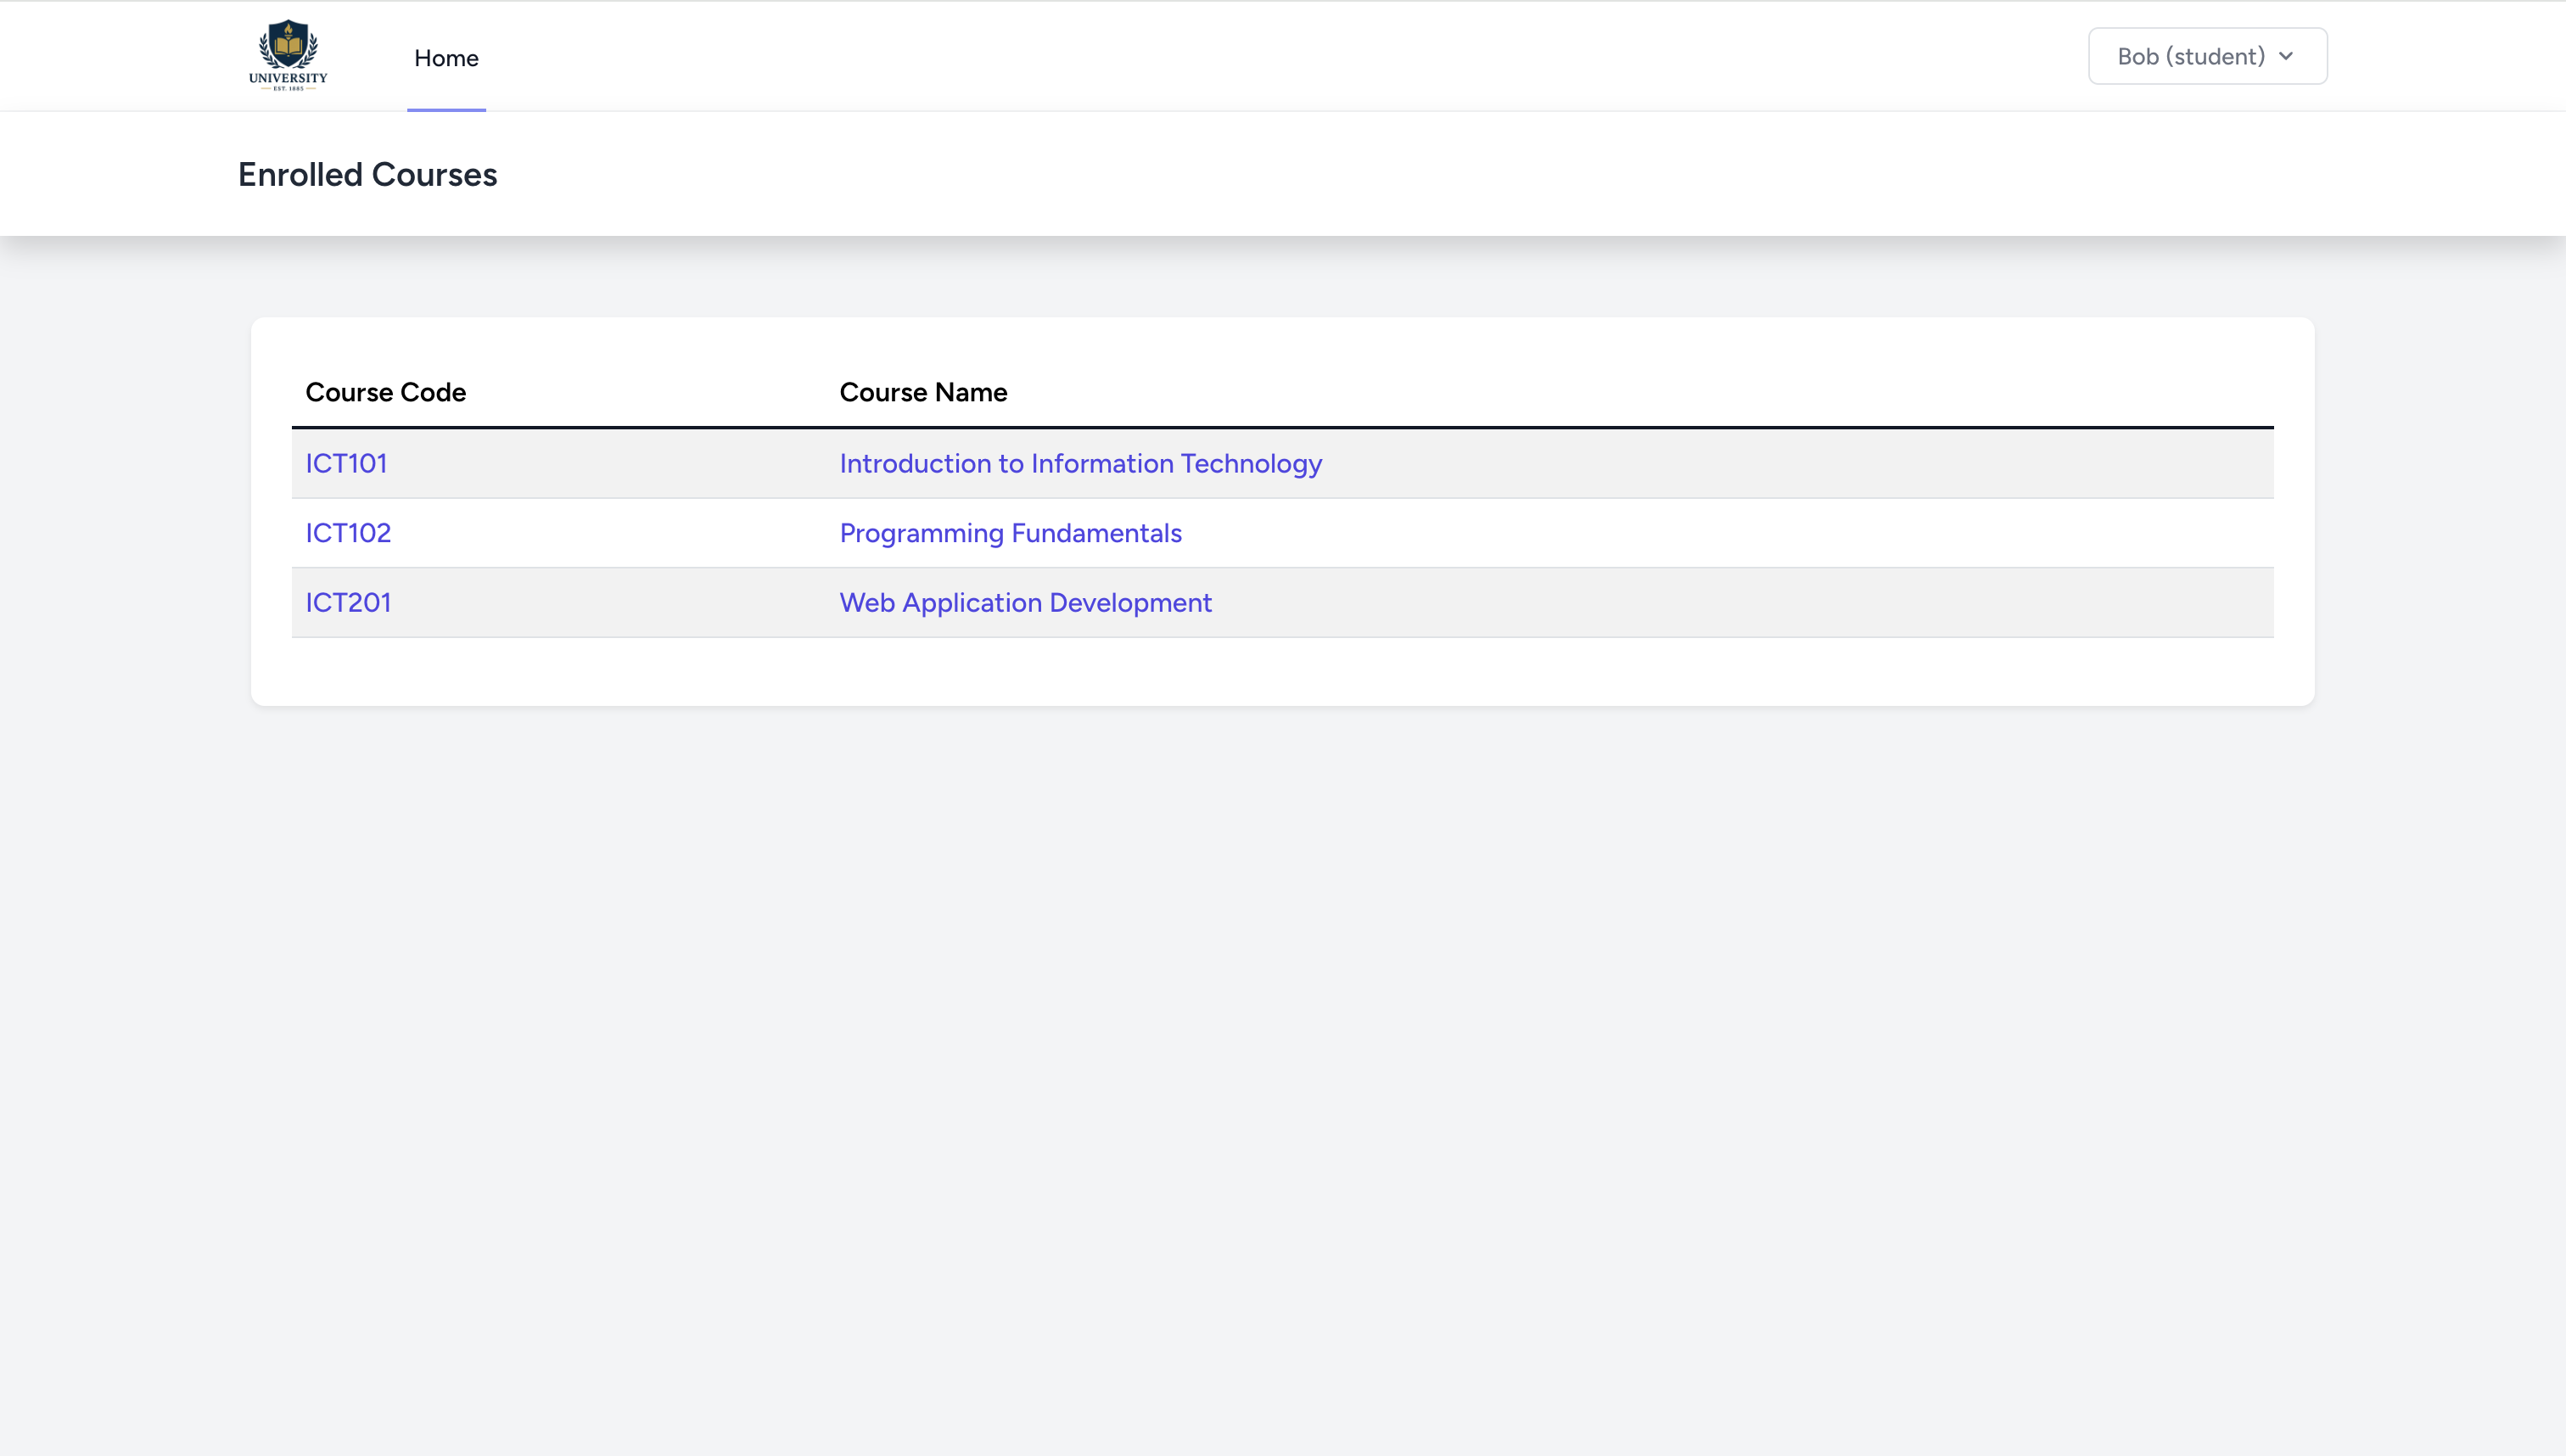 UNIVERSITY
EST. 1885
Home
Bob (student)
Enrolled Courses
Course Code Course Name
ICT101 Introduction to Information Technology
ICT102 Programming Fundamentals
ICT201 Web Application Development